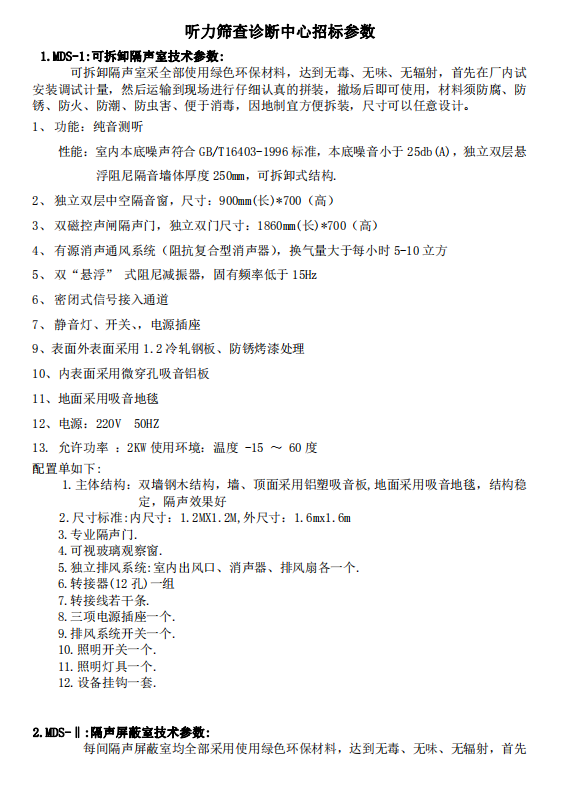 听力筛查诊断中心招标参数
1.MDS-1:可拆卸隔声室技术参数:
可拆卸隔声室采全部使用绿色环保材料，达到无毒、无味、无辐射，首先在厂内试
安装调试计量，然后运输到现场进行仔细认真的拼装，撤场后即可使用，材料须防腐、防
锈、防火、防潮、防虫害、便于消毒，因地制宜方便拆装，尺寸可以任意设计。
1、 功能：纯音测听
性能：室内本底噪声符合 GB/T16403-1996 标准，本底噪音小于 25db(A)，独立双层悬
浮阻尼隔音墙体厚度 250mm，可拆卸式结构.
2、 独立双层中空隔音窗，尺寸：900mm(长)*700（高）
3、 双磁控声闸隔声门，独立双门尺寸：1860mm(长)*700（高）
4、 有源消声通风系统（阻抗复合型消声器），换气量大于每小时 5-10 立方
5、 双“悬浮” 式阻尼减振器，固有频率低于 15Hz
6、 密闭式信号接入通道
7、 静音灯、开关、，电源插座
9、表面外表面采用 1.2 冷轧钢板、防锈烤漆处理
10、内表面采用微穿孔吸音铝板
11、地面采用吸音地毯
12、电源：220V 50HZ
13. 允许功率 ：2KW 使用环境：温度 -15 ～ 60 度
配置单如下:
1.主体结构：双墙钢木结构，墙、顶面采用铝塑吸音板,地面采用吸音地毯，结构稳
定，隔声效果好
2.尺寸标准:内尺寸：1.2MX1.2M,外尺寸：1.6mx1.6m
3.专业隔声门.
4.可视玻璃观察窗.
5.独立排风系统:室内出风口、消声器、排风扇各一个.
6.转接器(12 孔)一组
7.转接线若干条.
8.三项电源插座一个.
9.排风系统开关一个.
10.照明开关一个.
11.照明灯具一个.
12.设备挂钩一套.
2.MDS-‖:隔声屏蔽室技术参数:
每间隔声屏蔽室均全部采用使用绿色环保材料，达到无毒、无味、无辐射，首先